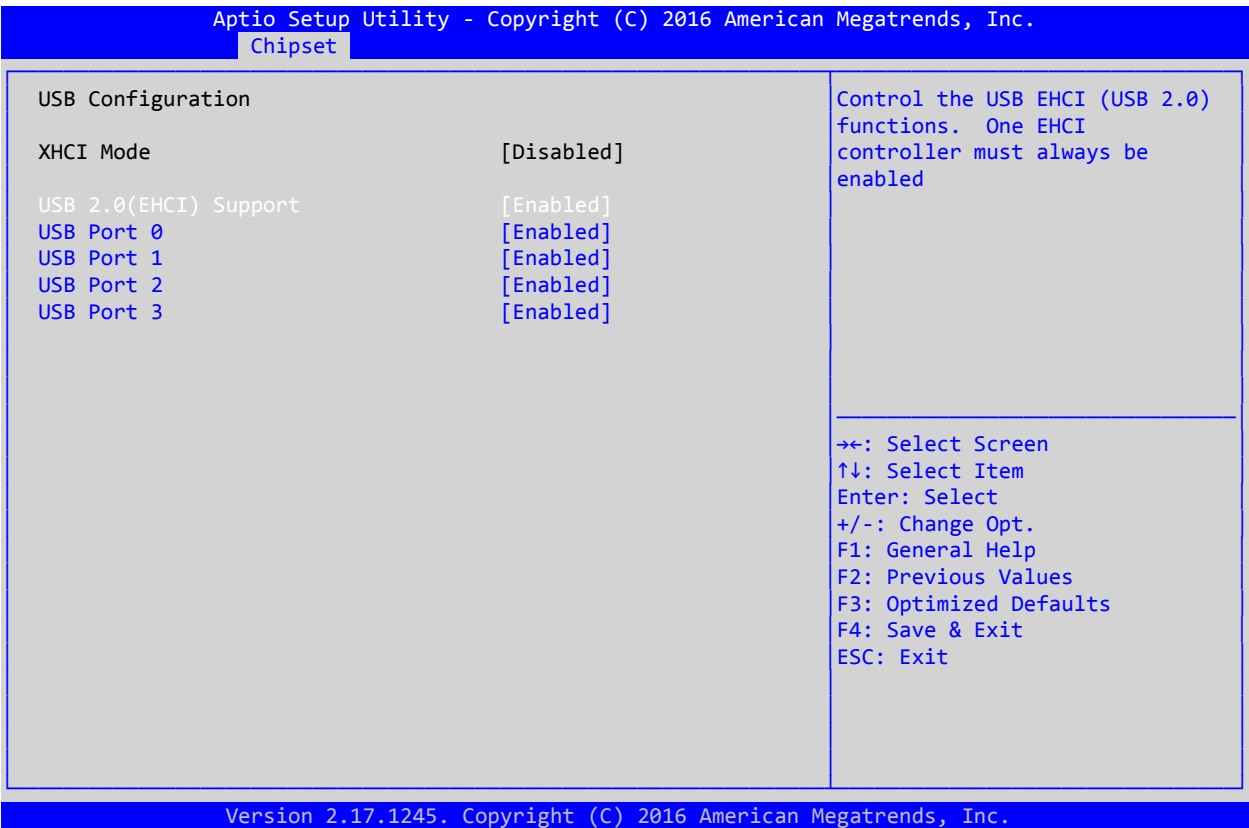 Aptio Setup Utility - Copyright (C) 2016 American Megatrends, Inc.
Chipset
USB Configuration
XHCI Mode [Disabled]
USB 2.0(EHCI) Support [Enabled]
USB Port 0 [Enabled]
USB Port 1 [Enabled]
USB Port 2 [Enabled]
USB Port 3 [Enabled]
Control the USB EHCI (USB 2.0)
functions. One EHCI
controller must always be
enabled
→←: Select Screen
↑↓: Select Item
Enter: Select
+/-: Change Opt.
F1: General Help
F2: Previous Values
F3: Optimized Defaults
F4: Save & Exit
ESC: Exit
Version 2.17.1245. Copyright (C) 2016 American Megatrends, Inc.